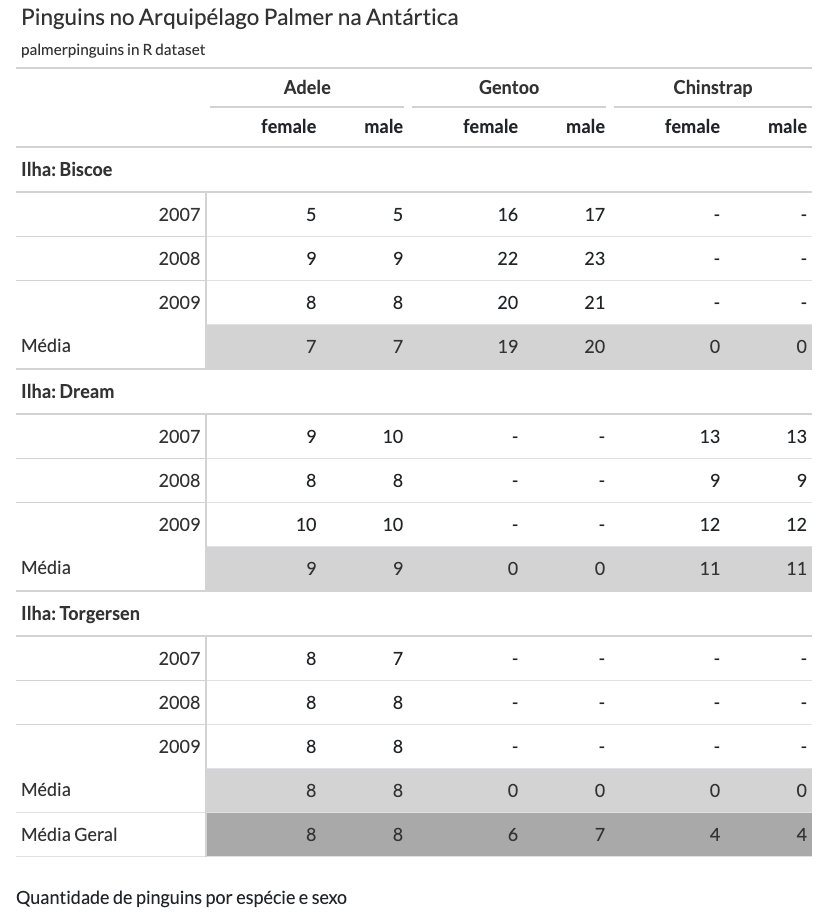 Pinguins no Arquipélago Palmer na Antártica
palmerpinguins in R dataset
Adele Gentoo Chinstrap
female male female male female male
Ilha: Biscoe
2007 5 5 16 17 - -
2008 9 9 22 23 - -
2009 8 8 20 21 - -
Média 7 7 19 20 0 0
Ilha: Dream
2007 9 10 - - 13 13
2008 8 8 - - 9 9
2009 10 10 - - 12 12
Média 9 9 0 0 11 11
Ilha: Torgersen
2007 8 7 - - - -
2008 8 8 - - - -
2009 8 8 - - - -
Média 8 8 0 0 0 0
Média Geral 8 8 6 7 4 4
Quantidade de pinguins por espécie e sexo